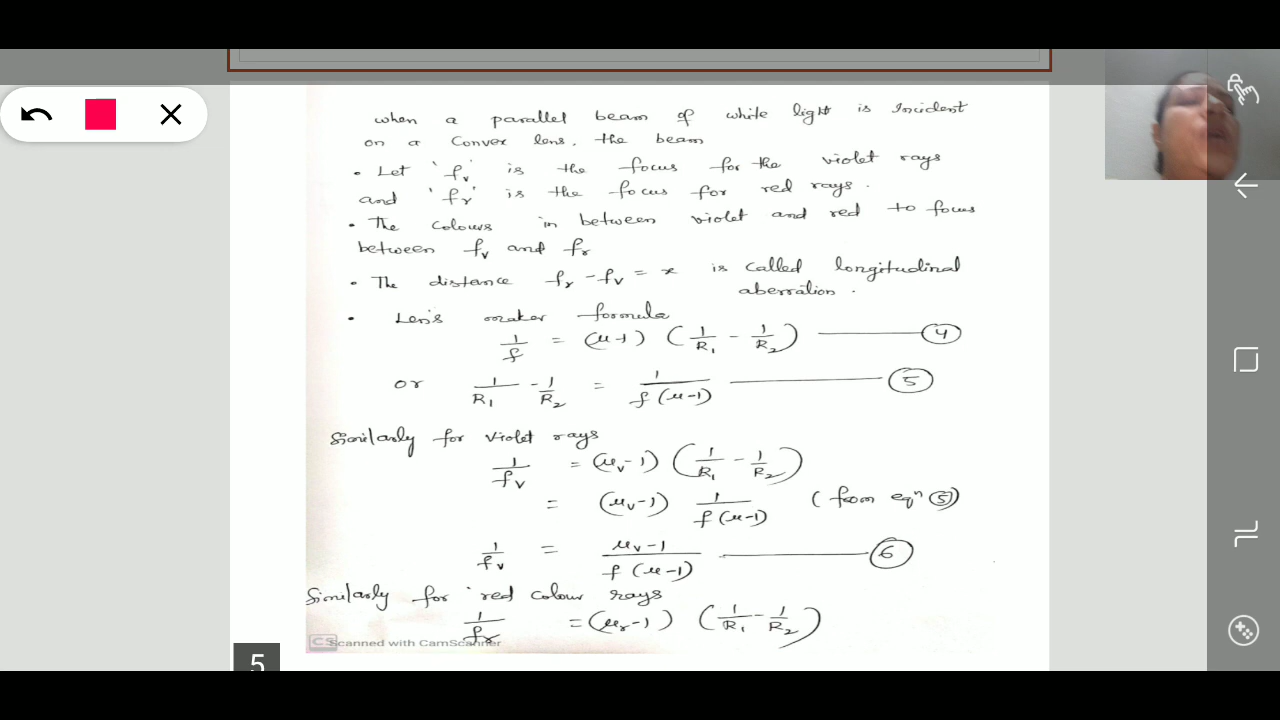 when a parallel beam of white light is Incident
on a Convex lens, the beam
• Let 'fv' is the focus for the violet rays
and 'fr' is the focus for red rays.
• The colours in between violet and red to focus
between fv and fr
• The distance fr - fv = x is called longitudinal
aberration.
• Len's maker formula
1/f = (μ-1) (1/R1 - 1/R2) ——— 4
or 1/R1 - 1/R2 = 1/f(μ-1) ——— 5
Similarly for violet rays
1/fv = (μv-1) (1/R1 - 1/R2)
= (μv-1) 1/f(μ-1) (from eqn 5)
1/fv = μv-1/f(μ-1) ——— 6
Similarly for red colour rays
1/fr = (μr-1) (1/R1 - 1/R2)
CS Scanned with CamScanner
5